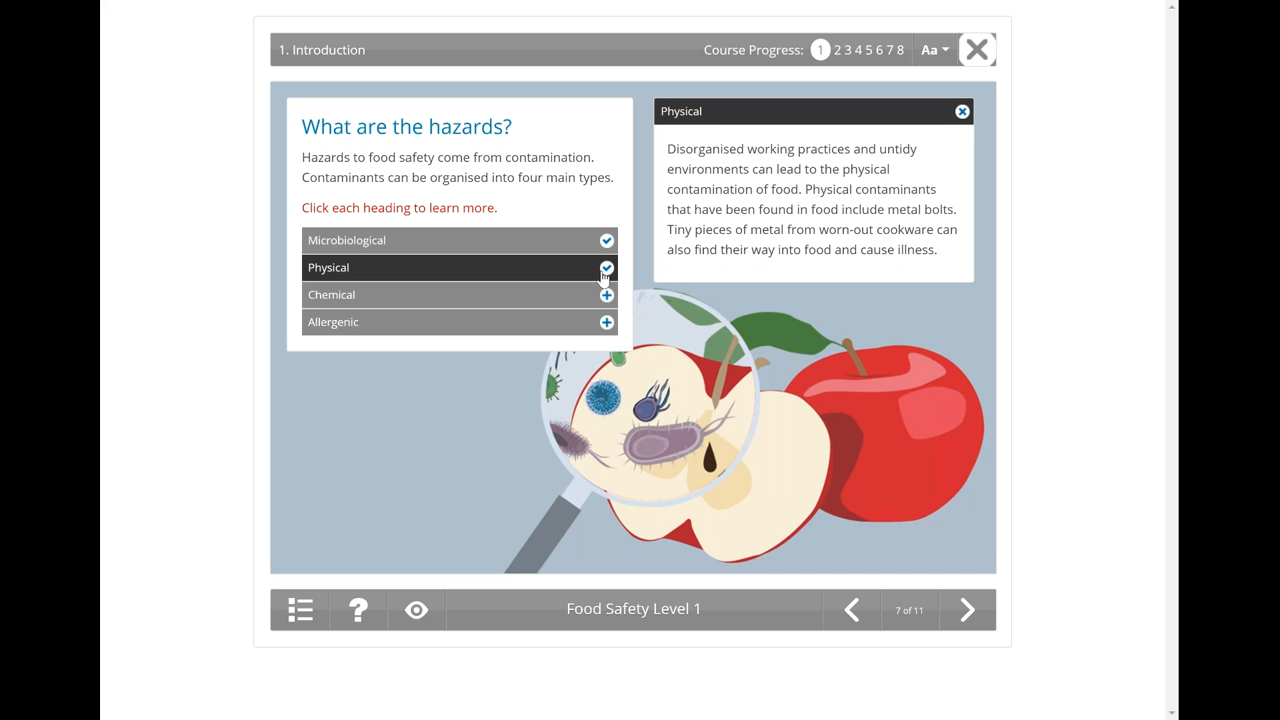 1. Introduction
Course Progress: 1 2 3 4 5 6 7 8
Aa
What are the hazards?
Hazards to food safety come from contamination.
Contaminants can be organised into four main types.
Click each heading to learn more.
Microbiological
Physical
Chemical
Allergenic
Physical
Disorganised working practices and untidy
environments can lead to the physical
contamination of food. Physical contaminants
that have been found in food include metal bolts.
Tiny pieces of metal from worn-out cookware can
also find their way into food and cause illness.
?
Food Safety Level 1
7 of 11